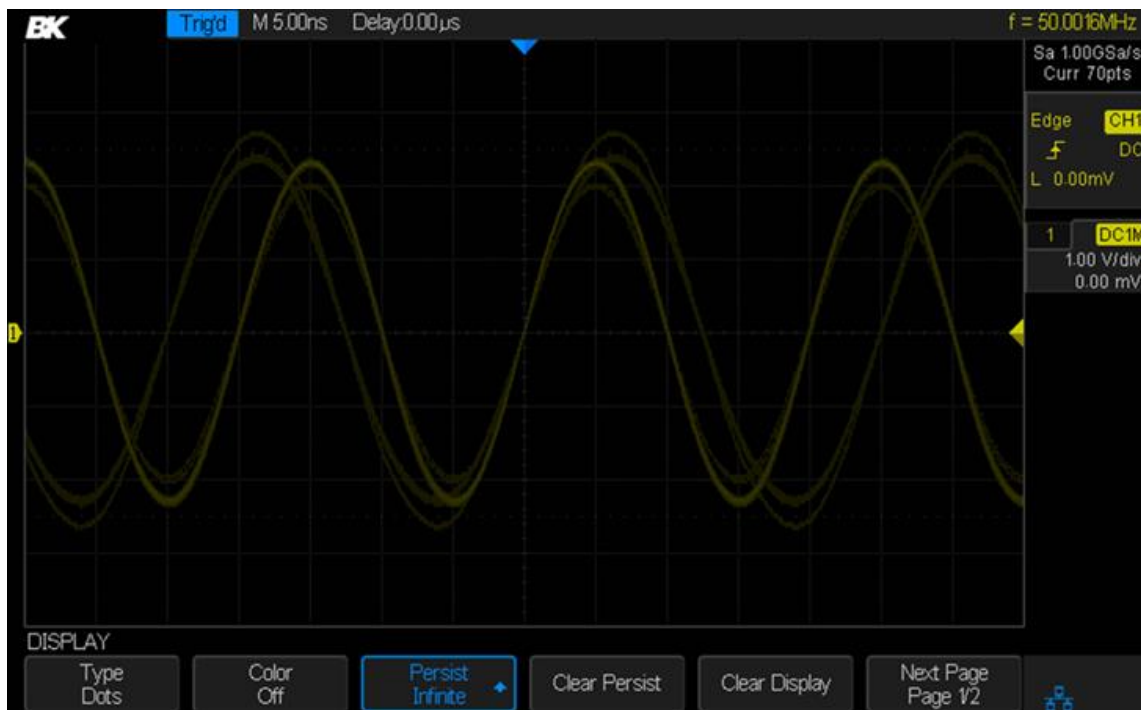 BK Trig'd M 5.00ns Delay:0.00μs f = 50.0016MHz
Sa 1.00GSa/s
Curr 70pts
Edge CH1
DC
L 0.00mV
1 DC1M
1.00 V/div
0.00 mV
1
DISPLAY
Type
Dots
Color
Off
Persist
Infinite
Clear Persist
Clear Display
Next Page
Page 1/2